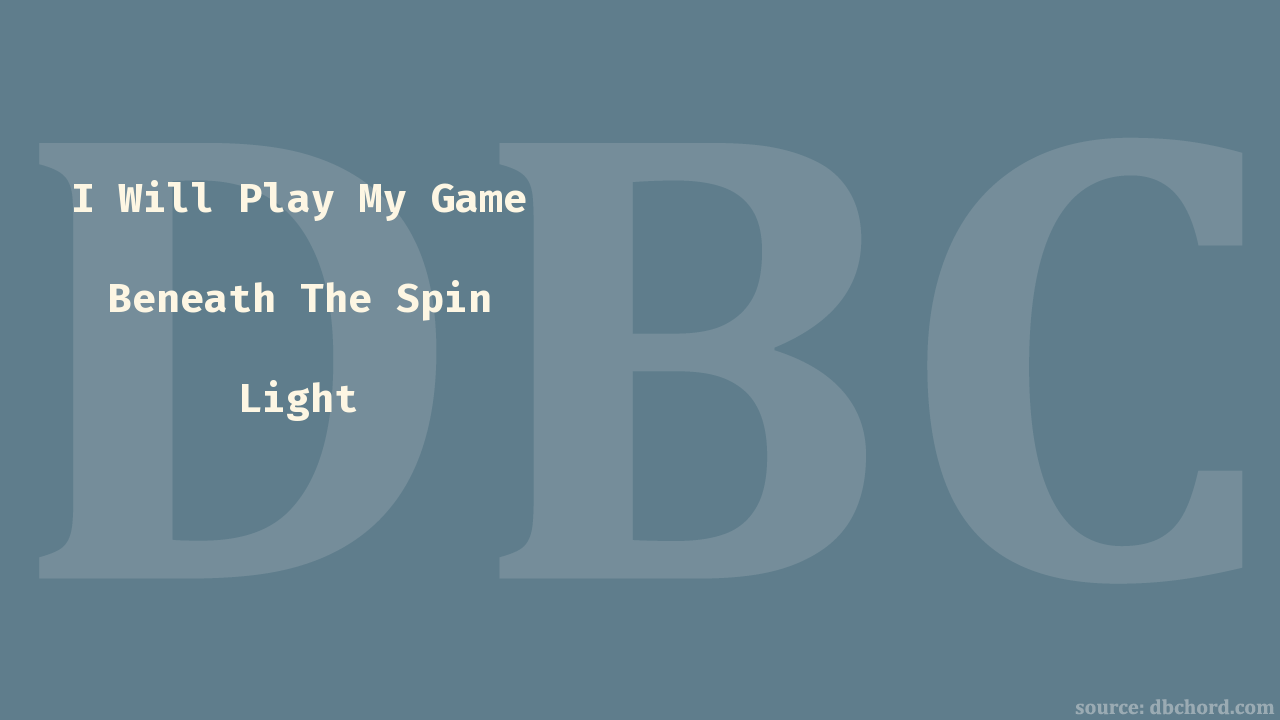 DBC
I Will Play My Game
Beneath The Spin
Light
source: dbchord.com